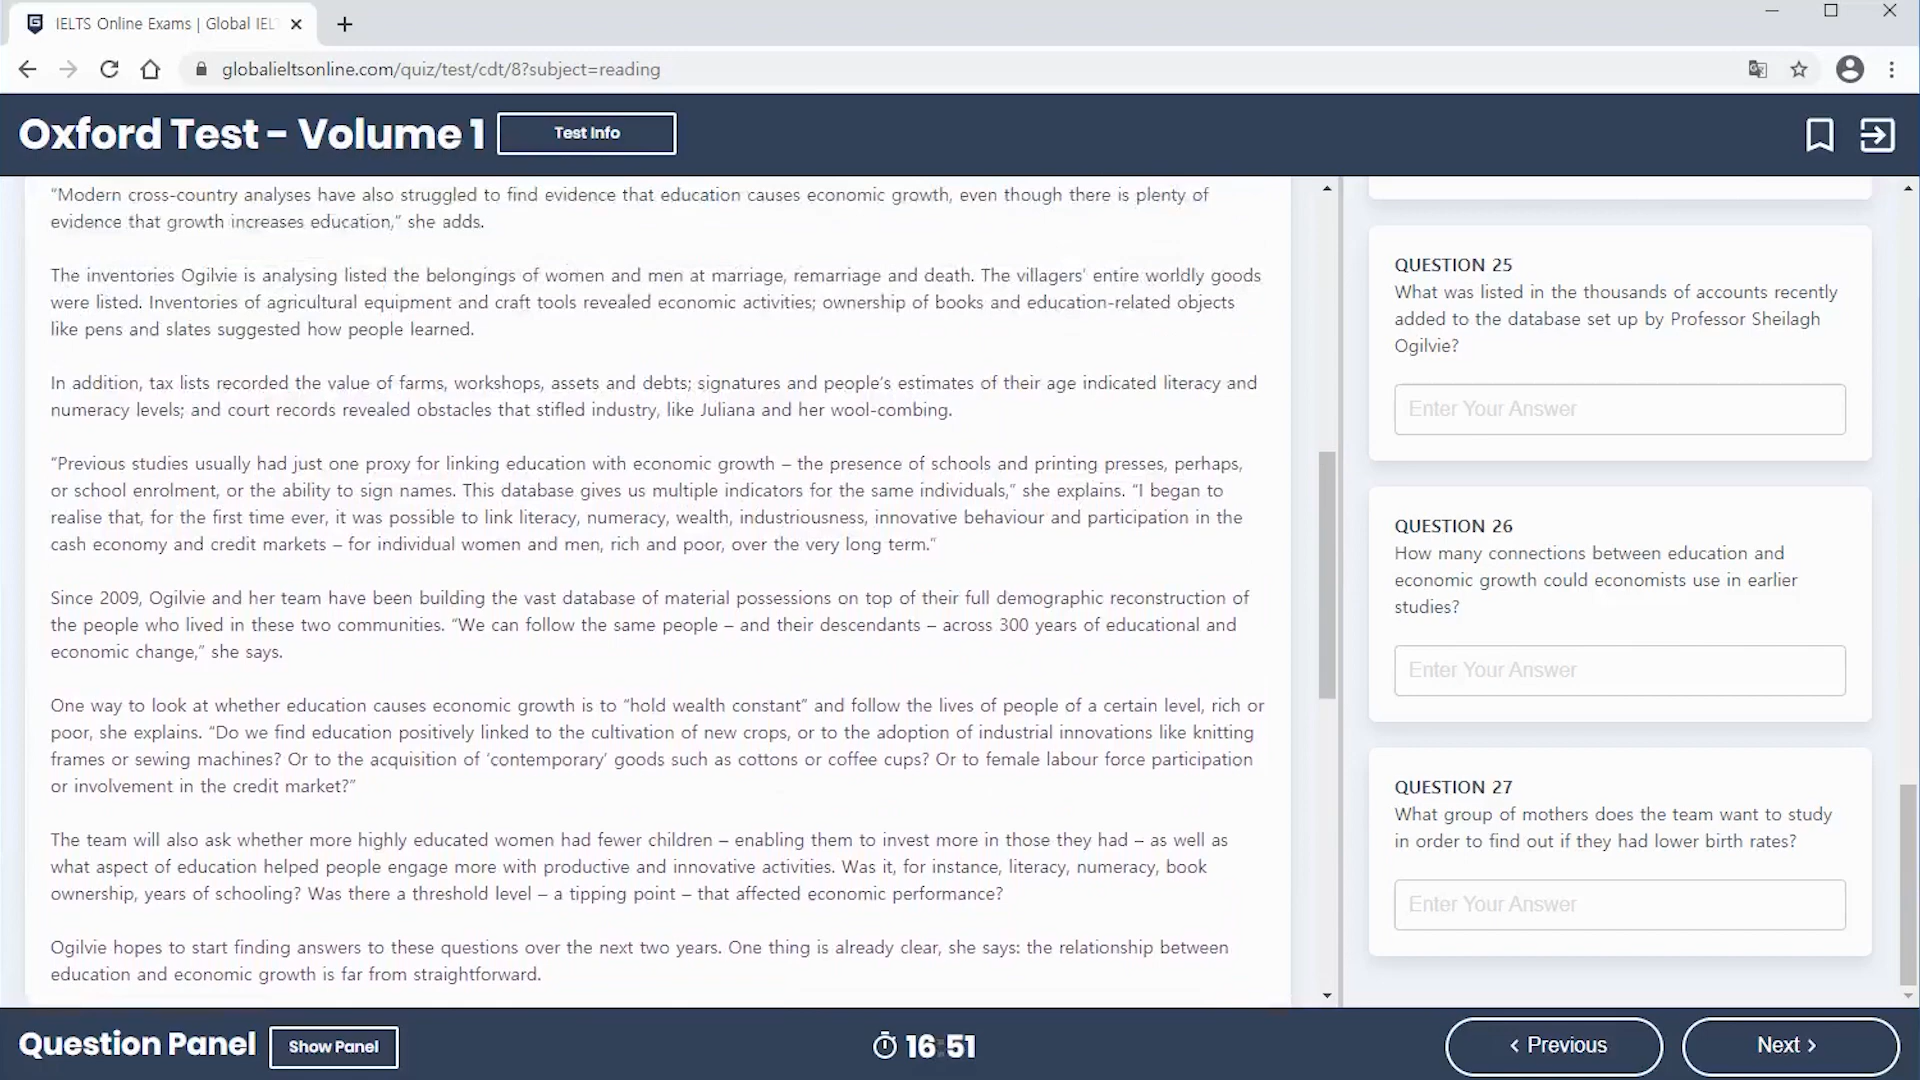 IELTS Online Exams | Global IEL
globalieltsonline.com/quiz/test/cdt/8?subject=reading
Oxford Test - Volume 1
Test Info
“Modern cross-country analyses have also struggled to find evidence that education causes economic growth, even though there is plenty of
evidence that growth increases education,” she adds.
The inventories Ogilvie is analysing listed the belongings of women and men at marriage, remarriage and death. The villagers’ entire worldly goods
were listed. Inventories of agricultural equipment and craft tools revealed economic activities; ownership of books and education-related objects
like pens and slates suggested how people learned.
In addition, tax lists recorded the value of farms, workshops, assets and debts; signatures and people’s estimates of their age indicated literacy and
numeracy levels; and court records revealed obstacles that stifled industry, like Juliana and her wool-combing.
“Previous studies usually had just one proxy for linking education with economic growth – the presence of schools and printing presses, perhaps,
or school enrolment, or the ability to sign names. This database gives us multiple indicators for the same individuals,” she explains. “I began to
realise that, for the first time ever, it was possible to link literacy, numeracy, wealth, industriousness, innovative behaviour and participation in the
cash economy and credit markets – for individual women and men, rich and poor, over the very long term.”
Since 2009, Ogilvie and her team have been building the vast database of material possessions on top of their full demographic reconstruction of
the people who lived in these two communities. “We can follow the same people – and their descendants – across 300 years of educational and
economic change,” she says.
One way to look at whether education causes economic growth is to “hold wealth constant” and follow the lives of people of a certain level, rich or
poor, she explains. “Do we find education positively linked to the cultivation of new crops, or to the adoption of industrial innovations like knitting
frames or sewing machines? Or to the acquisition of ‘contemporary’ goods such as cottons or coffee cups? Or to female labour force participation
or involvement in the credit market?”
The team will also ask whether more highly educated women had fewer children – enabling them to invest more in those they had – as well as
what aspect of education helped people engage more with productive and innovative activities. Was it, for instance, literacy, numeracy, book
ownership, years of schooling? Was there a threshold level – a tipping point – that affected economic performance?
Ogilvie hopes to start finding answers to these questions over the next two years. One thing is already clear, she says: the relationship between
education and economic growth is far from straightforward.
QUESTION 25
What was listed in the thousands of accounts recently
added to the database set up by Professor Sheilagh
Ogilvie?
Enter Your Answer
QUESTION 26
How many connections between education and
economic growth could economists use in earlier
studies?
Enter Your Answer
QUESTION 27
What group of mothers does the team want to study
in order to find out if they had lower birth rates?
Enter Your Answer
Question Panel
Show Panel
16:51
‹ Previous
Next ›